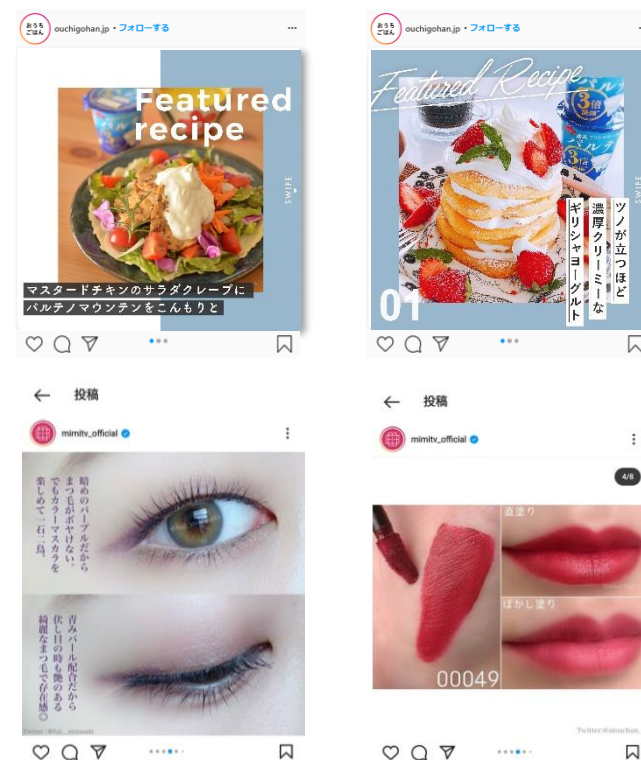 おうち
ごはん
ouchigohan.jp・フォローする
Featured
recipe
SWIPE
マスタードチキンのサラダクレープに
パルテノマウンテンをこんもりと
おうち
ごはん
ouchigohan.jp・フォローする
Featured Recipe
パル
3倍
濃縮
パルテ
3倍
SWIPE
ツノが立つほど
濃厚クリーミーな
ギリシャヨーグルト
01
投稿
mimitv_official
暗めのパープルだから
まつ毛がボヤけない。
でもカラーマスカラを
楽しめて一石二鳥。
青みパール配合だから
伏し目の時も艶のある
綺麗なまつ毛で存在感◎
投稿
mimitv_official
4/8
直塗り
ぼかし塗り
00049